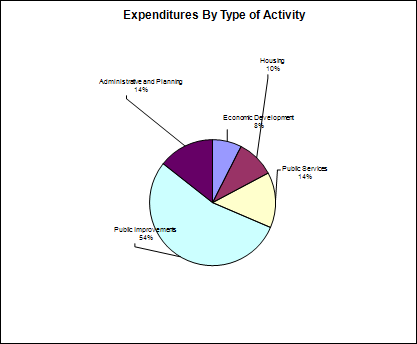 Expenditures By Type of Activity
Housing
10%
Administrative and Planning
14%
Economic Development
8%
Public Services
14%
Public Improvements
54%